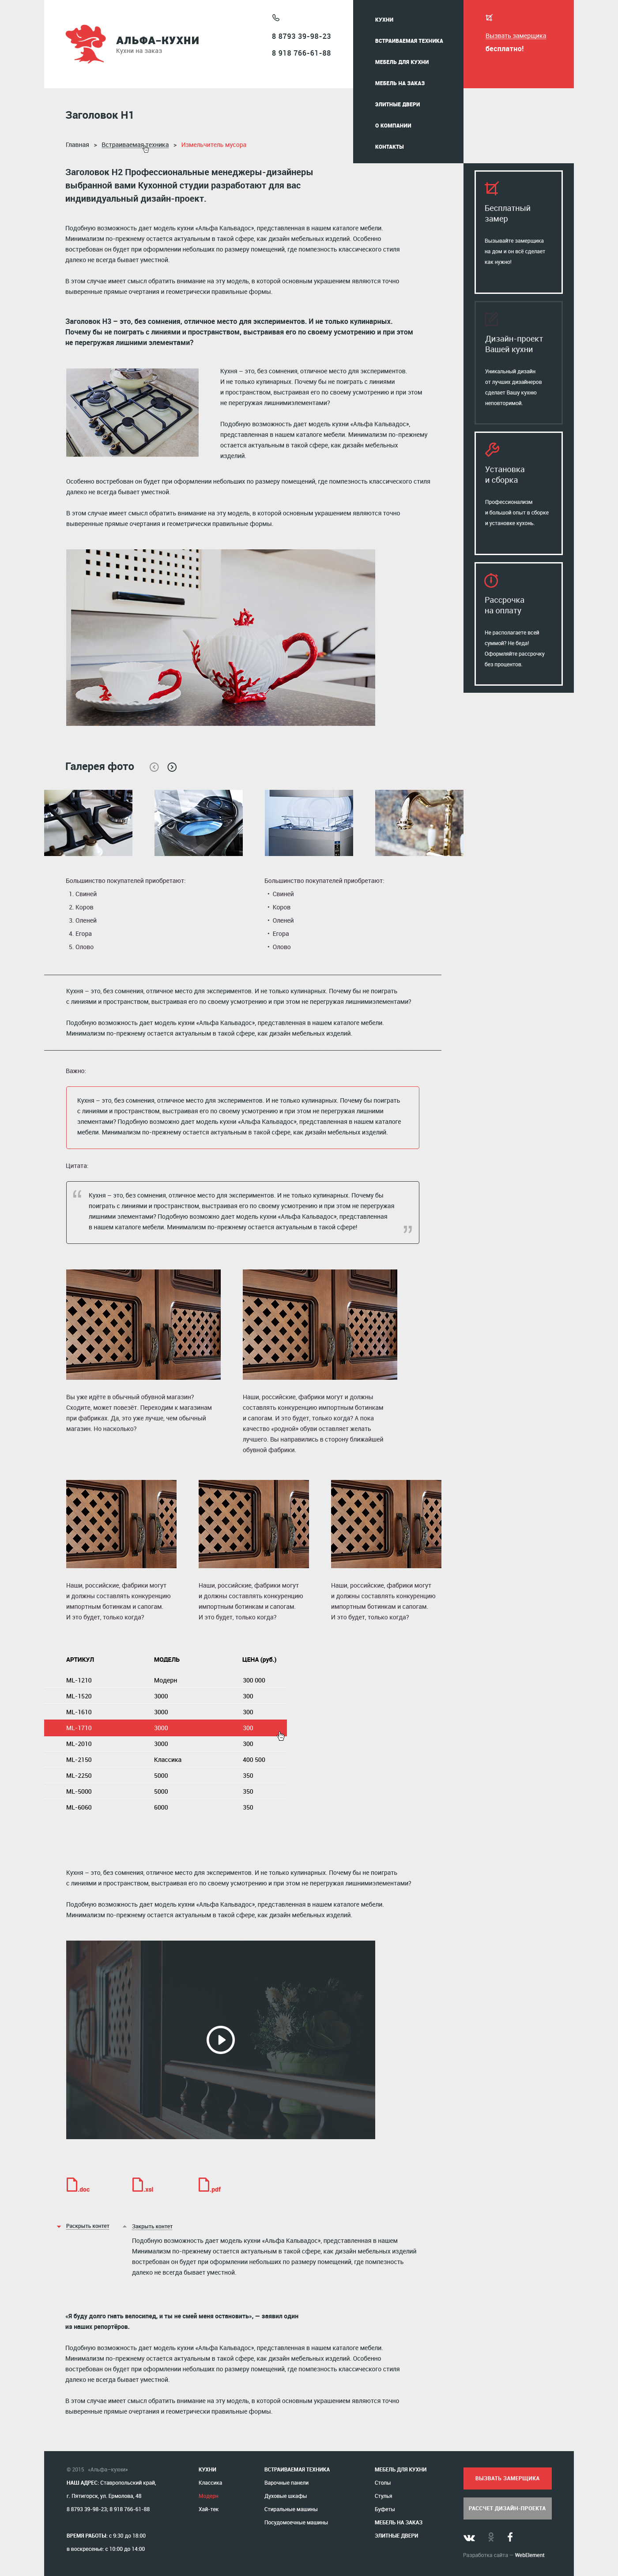 АЛЬФА-КУХНИ
Кухни на заказ
8 8793 39-98-23
8 918 766-61-88
КУХНИ
ВСТРАИВАЕМАЯ ТЕХНИКА
МЕБЕЛЬ ДЛЯ КУХНИ
МЕБЕЛЬ НА ЗАКАЗ
ЭЛИТНЫЕ ДВЕРИ
О КОМПАНИИ
КОНТАКТЫ
Вызвать замерщика
бесплатно!
Заголовок H1
Главная > Встраиваемая техника > Измельчитель мусора
Заголовок H2 Профессиональные менеджеры-дизайнеры
выбранной вами Кухонной студии разработают для вас
индивидуальный дизайн-проект.
Подобную возможность дает модель кухни «Альфа Кальвадос», представленная в нашем каталоге мебели.
Минимализм по-прежнему остается актуальным в такой сфере, как дизайн мебельных изделий. Особенно
востребован он будет при оформлении небольших по размеру помещений, где помпезность классического стиля
далеко не всегда бывает уместной.
В этом случае имеет смысл обратить внимание на эту модель, в которой основным украшением являются точно
выверенные прямые очертания и геометрически правильные формы.
Заголовок H3 – это, без сомнения, отличное место для экспериментов. И не только кулинарных.
Почему бы не поиграть с линиями и пространством, выстраивая его по своему усмотрению и при этом
не перегружая лишними элементами?
Кухня – это, без сомнения, отличное место для экспериментов.
И не только кулинарных. Почему бы не поиграть с линиями
и пространством, выстраивая его по своему усмотрению и при этом
не перегружая лишнимиэлементами?
Подобную возможность дает модель кухни «Альфа Кальвадос»,
представленная в нашем каталоге мебели. Минимализм по-прежнему
остается актуальным в такой сфере, как дизайн мебельных
изделий.
Особенно востребован он будет при оформлении небольших по размеру помещений, где помпезность классического стиля
далеко не всегда бывает уместной.
В этом случае имеет смысл обратить внимание на эту модель, в которой основным украшением являются точно
выверенные прямые очертания и геометрически правильные формы.
Бесплатный
замер
Вызывайте замерщика
на дом и он всё сделает
как нужно!
Дизайн-проект
Вашей кухни
Уникальный дизайн
от лучших дизайнеров
сделает Вашу кухню
неповторимой.
Установка
и сборка
Профессионализм
и большой опыт в сборке
и установке кухонь.
Рассрочка
на оплату
Не располагаете всей
суммой? Не беда!
Оформляйте рассрочку
без процентов.
Галерея фото
Большинство покупателей приобретают:
1. Свиней
2. Коров
3. Оленей
4. Егора
5. Олово
Большинство покупателей приобретают:
• Свиней
• Коров
• Оленей
• Егора
• Олово
Кухня – это, без сомнения, отличное место для экспериментов. И не только кулинарных. Почему бы не поиграть
с линиями и пространством, выстраивая его по своему усмотрению и при этом не перегружая лишнимиэлементами?
Подобную возможность дает модель кухни «Альфа Кальвадос», представленная в нашем каталоге мебели.
Минимализм по-прежнему остается актуальным в такой сфере, как дизайн мебельных изделий.
Важно:
Кухня – это, без сомнения, отличное место для экспериментов. И не только кулинарных. Почему бы поиграть
с линиями и пространством, выстраивая его по своему усмотрению и при этом не перегружая лишними
элементами? Подобную возможно дает модель кухни «Альфа Кальвадос», представленная в нашем каталоге
мебели. Минимализм по-прежнему остается актуальным в такой сфере, как дизайн мебельных изделий.
Цитата:
Кухня – это, без сомнения, отличное место для экспериментов. И не только кулинарных. Почему бы
поиграть с линиями и пространством, выстраивая его по своему усмотрению и при этом не перегружая
лишними элементами? Подобную возможно дает модель кухни «Альфа Кальвадос», представленная
в нашем каталоге мебели. Минимализм по-прежнему остается актуальным в такой сфере!
Вы уже идёте в обычный обувной магазин?
Сходите, может повезёт. Переходим к магазинам
при фабриках. Да, это уже лучше, чем обычный
магазин. Но насколько?
Наши, российские, фабрики могут и должны
составлять конкуренцию импортным ботинкам
и сапогам. И это будет, только когда? А пока
качество «родной» обуви оставляет желать
лучшего. Вы направились в сторону ближайшей
обувной фабрики.
Наши, российские, фабрики могут
и должны составлять конкуренцию
импортным ботинкам и сапогам.
И это будет, только когда?
Наши, российские, фабрики могут
и должны составлять конкуренцию
импортным ботинкам и сапогам.
И это будет, только когда?
Наши, российские, фабрики могут
и должны составлять конкуренцию
импортным ботинкам и сапогам.
И это будет, только когда?
АРТИКУЛ МОДЕЛЬ ЦЕНА (руб.)
ML-1210 Модерн 300 000
ML-1520 3000 300
ML-1610 3000 300
ML-1710 3000 300
ML-2010 3000 300
ML-2150 Классика 400 500
ML-2250 5000 350
ML-5000 5000 350
ML-6060 6000 350
Кухня – это, без сомнения, отличное место для экспериментов. И не только кулинарных. Почему бы не поиграть
с линиями и пространством, выстраивая его по своему усмотрению и при этом не перегружая лишнимиэлементами?
Подобную возможность дает модель кухни «Альфа Кальвадос», представленная в нашем каталоге мебели.
Минимализм по-прежнему остается актуальным в такой сфере, как дизайн мебельных изделий.
.doc .xsl .pdf
Раскрыть контет Закрыть контет
Подобную возможность дает модель кухни «Альфа Кальвадос», представленная в нашем
Минимализм по-прежнему остается актуальным в такой сфере, как дизайн мебельных изделий
востребован он будет при оформлении небольших по размеру помещений, где помпезность
далеко не всегда бывает уместной.
«Я буду долго гнать велосипед, и ты не смей меня остановить», — заявил один
из наших репортёров.
Подобную возможность дает модель кухни «Альфа Кальвадос», представленная в нашем каталоге мебели.
Минимализм по-прежнему остается актуальным в такой сфере, как дизайн мебельных изделий. Особенно
востребован он будет при оформлении небольших по размеру помещений, где помпезность классического стиля
далеко не всегда бывает уместной.
В этом случае имеет смысл обратить внимание на эту модель, в которой основным украшением являются точно
выверенные прямые очертания и геометрически правильные формы.
© 2015 «Альфа-кухни»
НАШ АДРЕС: Ставропольский край,
г. Пятигорск, ул. Ермолова, 48
8 8793 39-98-23; 8 918 766-61-88
ВРЕМЯ РАБОТЫ: с 9:30 до 18:00
в воскресенье: с 10:00 до 14:00
КУХНИ
Классика
Модерн
Хай-тек
ВСТРАИВАЕМАЯ ТЕХНИКА
Варочные панели
Духовые шкафы
Стиральные машины
Посудомоечные машины
МЕБЕЛЬ ДЛЯ КУХНИ
Столы
Стулья
Буфеты
МЕБЕЛЬ НА ЗАКАЗ
ЭЛИТНЫЕ ДВЕРИ
ВЫЗВАТЬ ЗАМЕРЩИКА
РАССЧЕТ ДИЗАЙН-ПРОЕКТА
Разработка сайта — WebElement